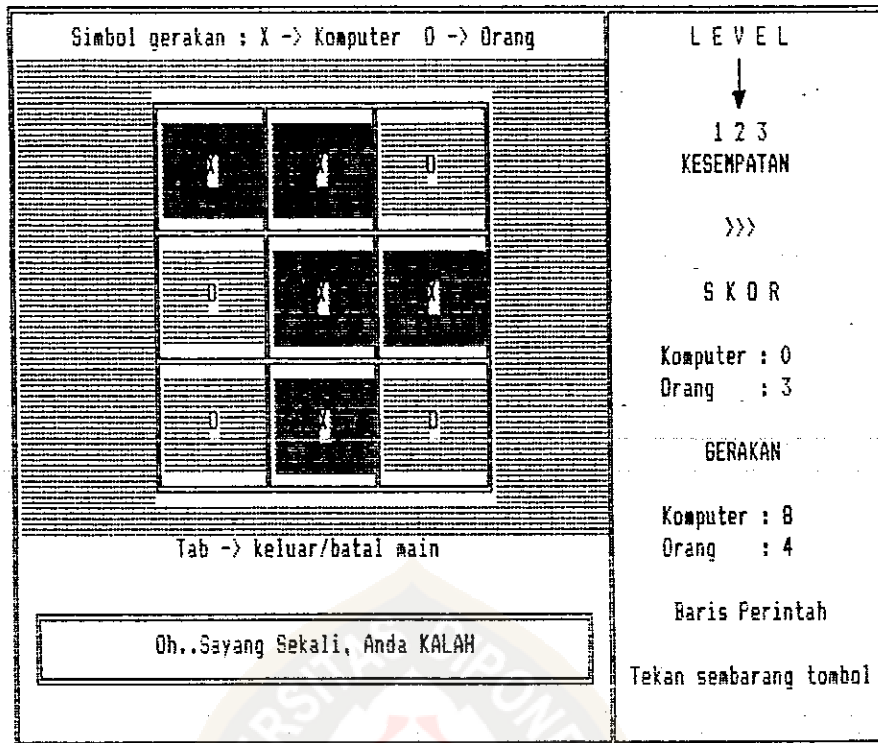 Simbol gerakan : X -> Komputer O -> Orang
X X O
O X X
O X O
Tab -> keluar/batal main
Oh..Sayang Sekali, Anda KALAH
L E V E L
1 2 3
KESEMPATAN
>>>
S K O R
Komputer : 0
Orang : 3
GERAKAN
Komputer : 8
Orang : 4
Baris Perintah
Tekan sembarang tombol